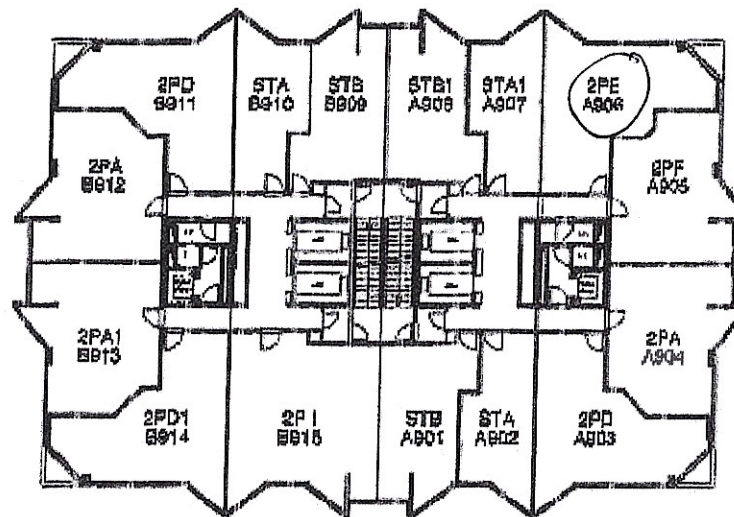 2PD
B911
STA
B910
STB
B909
STB1
A908
STA1
A907
2PE
A906
2PA
B912
2PF
A905
2PA1
B913
2PA
A904
2PD1
B914
2P I
B915
STB
A901
STA
A902
2PD
A903